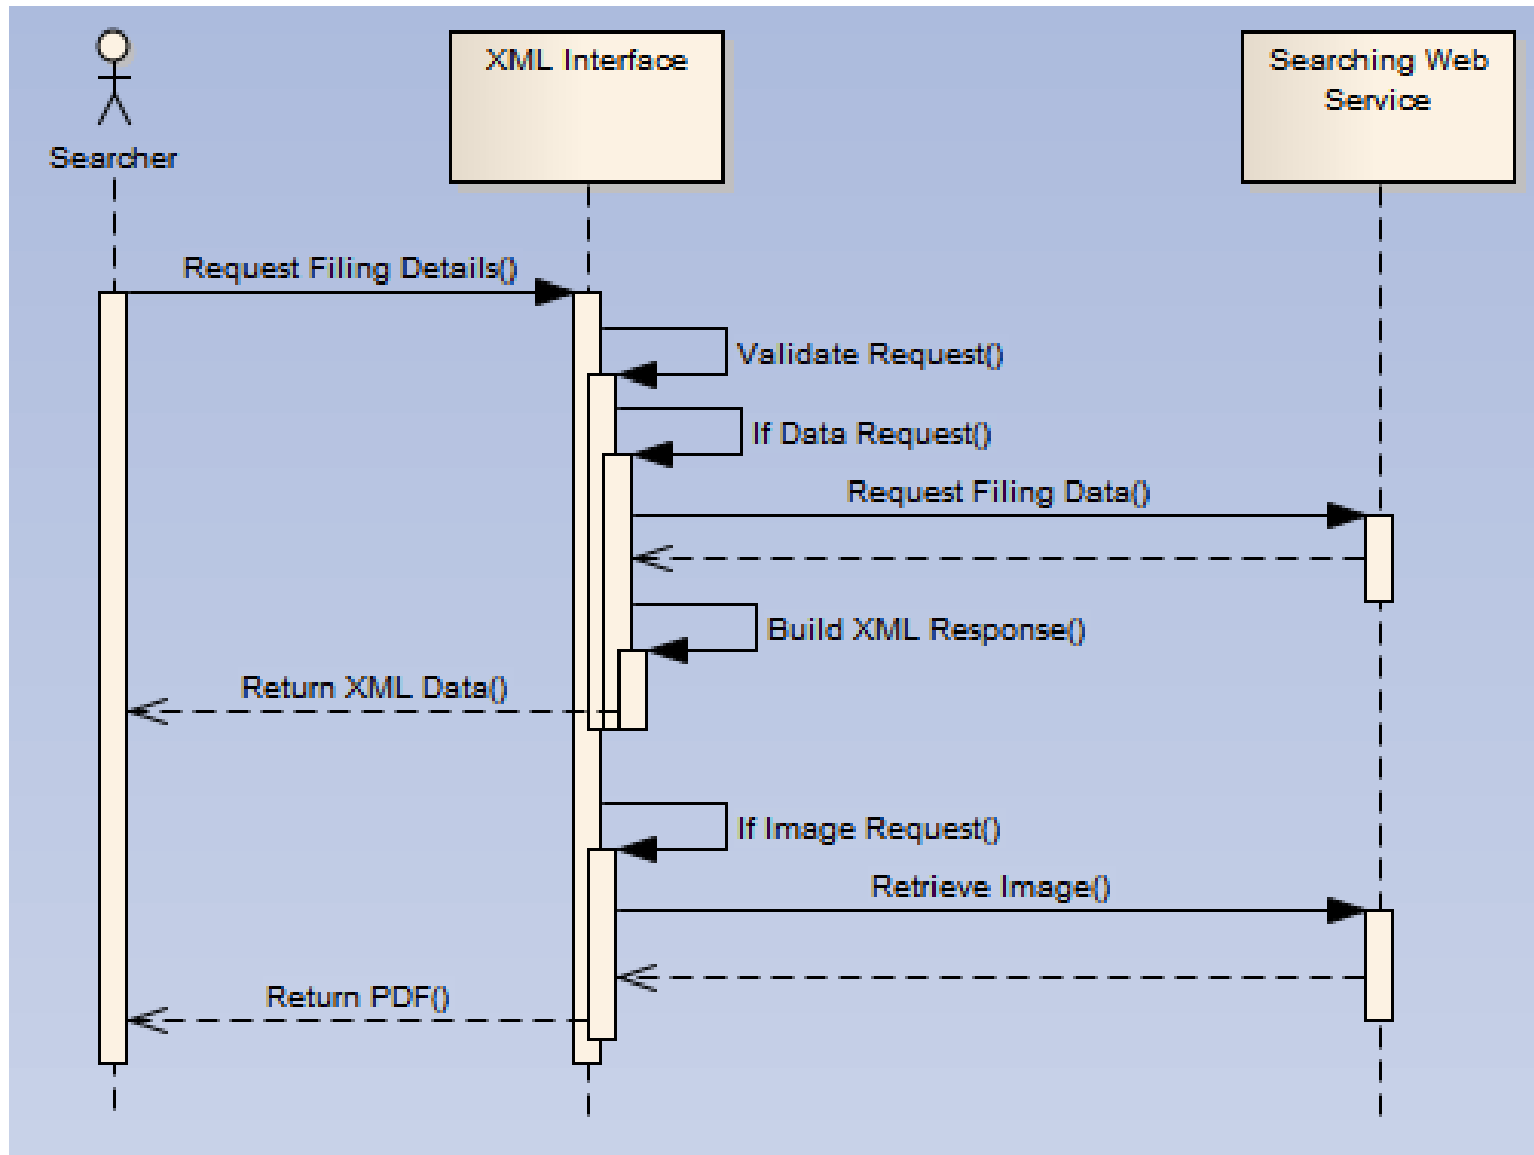 XML Interface
Searching Web
Service
Searcher
Request Filing Details()
Validate Request()
If Data Request()
Request Filing Data()
Build XML Response()
Return XML Data()
If Image Request()
Retrieve Image()
Return PDF()